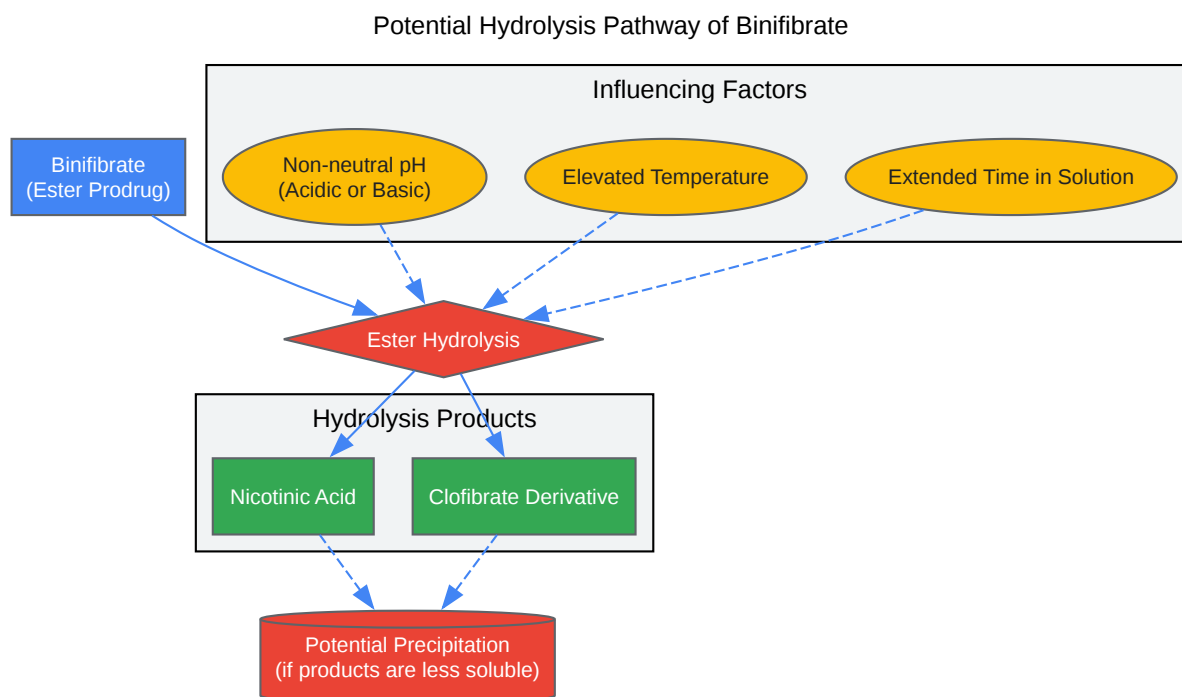 Potential Hydrolysis Pathway of Binifibrate
Influencing Factors
Binifibrate
(Ester Prodrug)
Non-neutral pH
(Acidic or Basic)
Elevated Temperature
Extended Time in Solution
Ester Hydrolysis
Hydrolysis Products
Nicotinic Acid
Clofibrate Derivative
Potential Precipitation
(if products are less soluble)